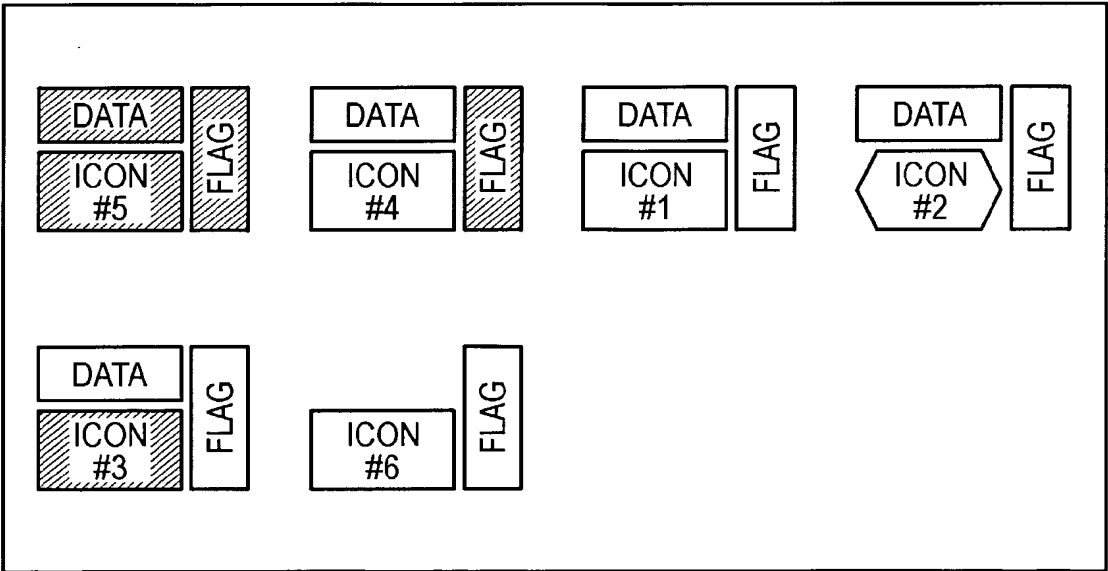 DATA
ICON
#5
FLAG
DATA
ICON
#4
FLAG
DATA
ICON
#1
FLAG
DATA
ICON
#2
FLAG
DATA
ICON
#3
FLAG
ICON
#6
FLAG